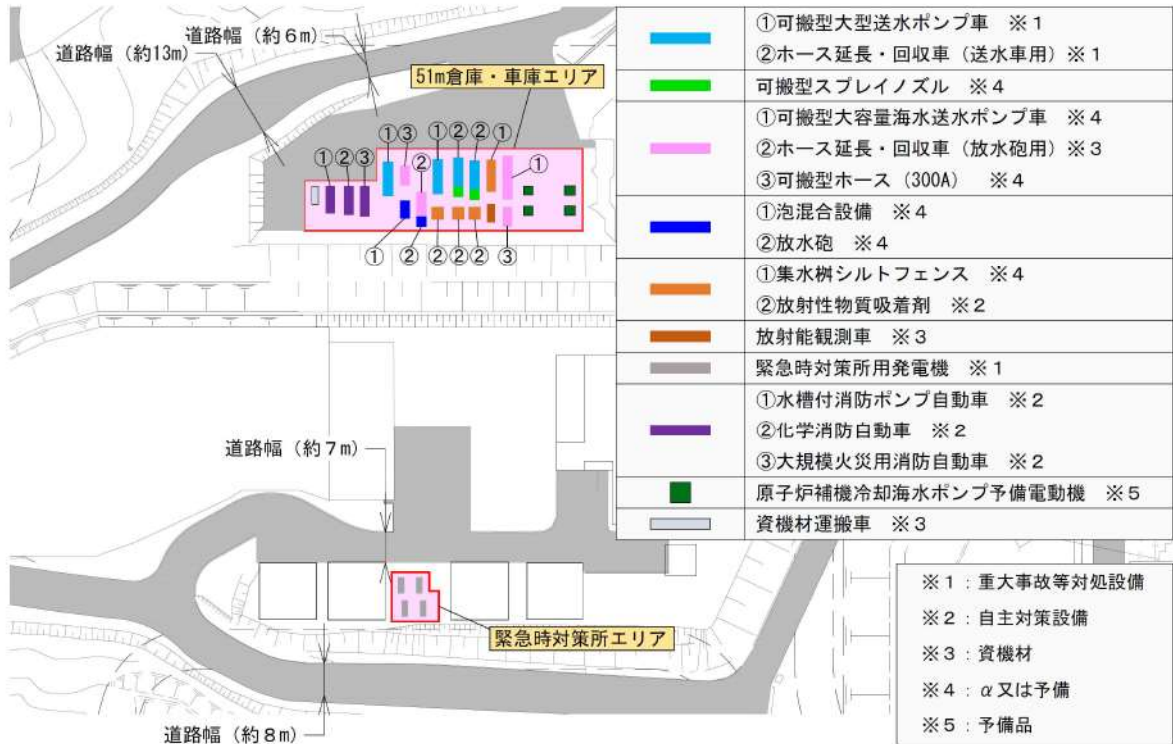 道路幅（約６ｍ）
道路幅（約13ｍ）
51m倉庫・車庫エリア
①③ ①②②①
①②③ ② ①
① ② ②②② ③
道路幅（約７ｍ）
緊急時対策所エリア
道路幅（約８ｍ）
①可搬型大型送水ポンプ車　※１
②ホース延長・回収車（送水車用）※１
可搬型スプレイノズル　※４
①可搬型大容量海水送水ポンプ車　※４
②ホース延長・回収車（放水砲用）※３
③可搬型ホース（300A）　※４
①泡混合設備　※４
②放水砲　※４
①集水桝シルトフェンス　※４
②放射性物質吸着剤　※２
放射能観測車　※３
緊急時対策所用発電機　※１
①水槽付消防ポンプ自動車　※２
②化学消防自動車　※２
③大規模火災用消防自動車　※２
原子炉補機冷却海水ポンプ予備電動機　※５
資機材運搬車　※３
※１：重大事故等対処設備
※２：自主対策設備
※３：資機材
※４：α又は予備
※５：予備品